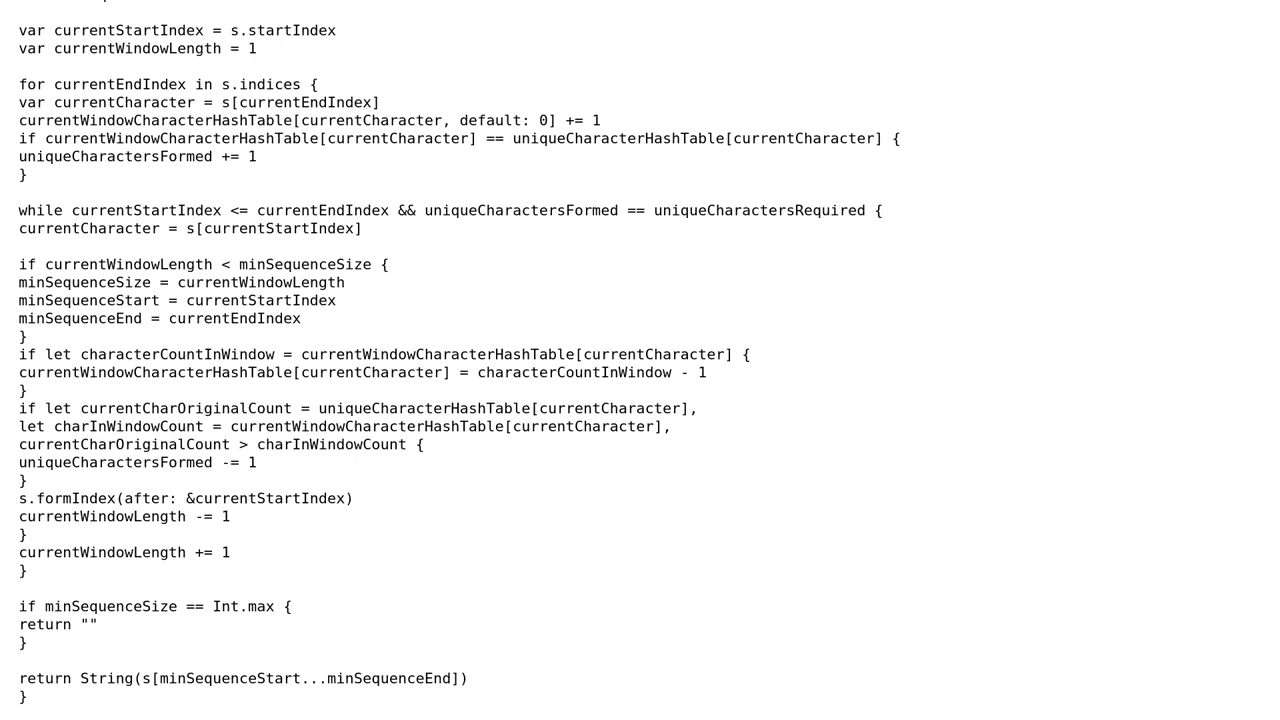 var currentStartIndex = s.startIndex
var currentWindowLength = 1
for currentEndIndex in s.indices {
var currentCharacter = s[currentEndIndex]
currentWindowCharacterHashTable[currentCharacter, default: 0] += 1
if currentWindowCharacterHashTable[currentCharacter] == uniqueCharacterHashTable[currentCharacter] {
uniqueCharactersFormed += 1
}
while currentStartIndex <= currentEndIndex && uniqueCharactersFormed == uniqueCharactersRequired {
currentCharacter = s[currentStartIndex]
if currentWindowLength < minSequenceSize {
minSequenceSize = currentWindowLength
minSequenceStart = currentStartIndex
minSequenceEnd = currentEndIndex
}
if let characterCountInWindow = currentWindowCharacterHashTable[currentCharacter] {
currentWindowCharacterHashTable[currentCharacter] = characterCountInWindow - 1
}
if let currentCharOriginalCount = uniqueCharacterHashTable[currentCharacter],
let charInWindowCount = currentWindowCharacterHashTable[currentCharacter],
currentCharOriginalCount > charInWindowCount {
uniqueCharactersFormed -= 1
}
s.formIndex(after: &currentStartIndex)
currentWindowLength -= 1
}
currentWindowLength += 1
}
if minSequenceSize == Int.max {
return ""
}
return String(s[minSequenceStart...minSequenceEnd])
}